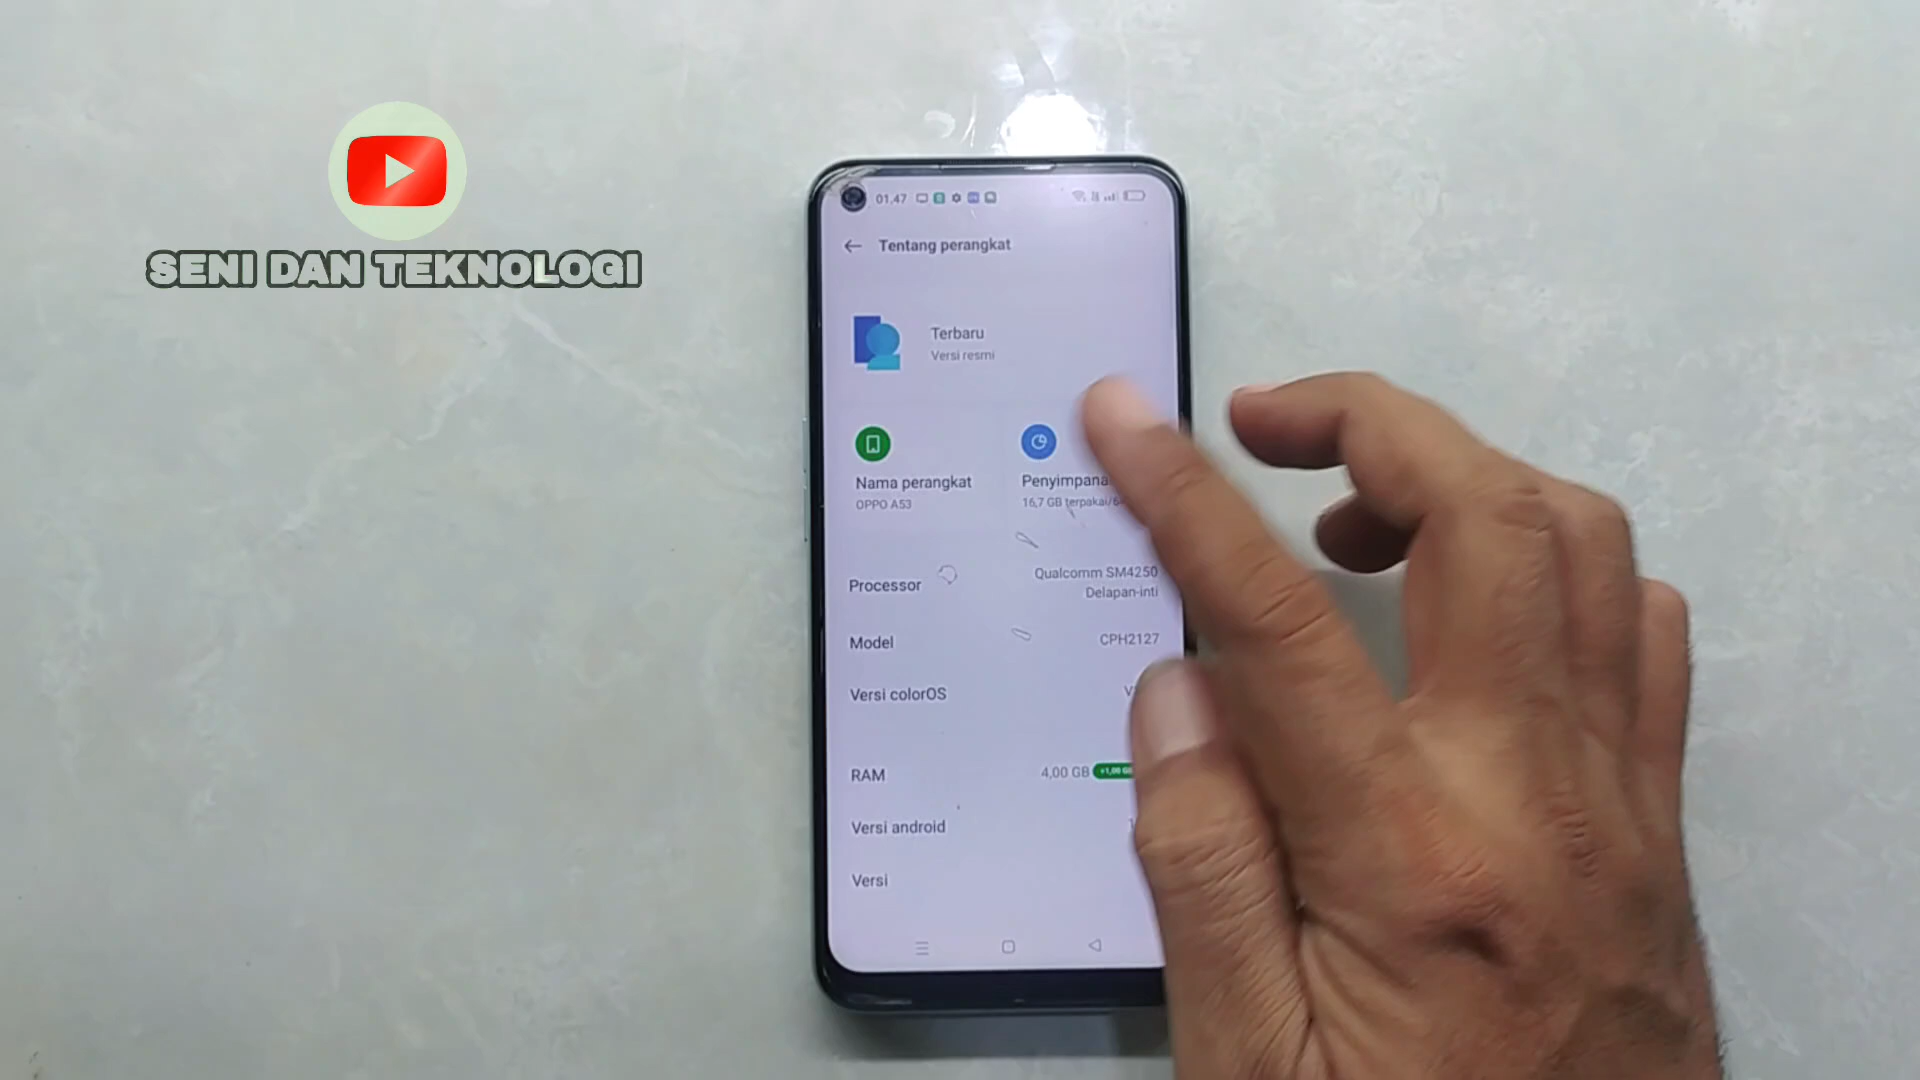 SENI DAN TEKNOLOGI
01.47
Tentang perangkat
Terbaru
Versi resmi
Nama perangkat
OPPO A53
16,7 GB terpakai
Processor
Qualcomm SM4250
Delapan-inti
Model
CPH2127
Versi colorOS
RAM
4,00 GB
Versi android
Versi